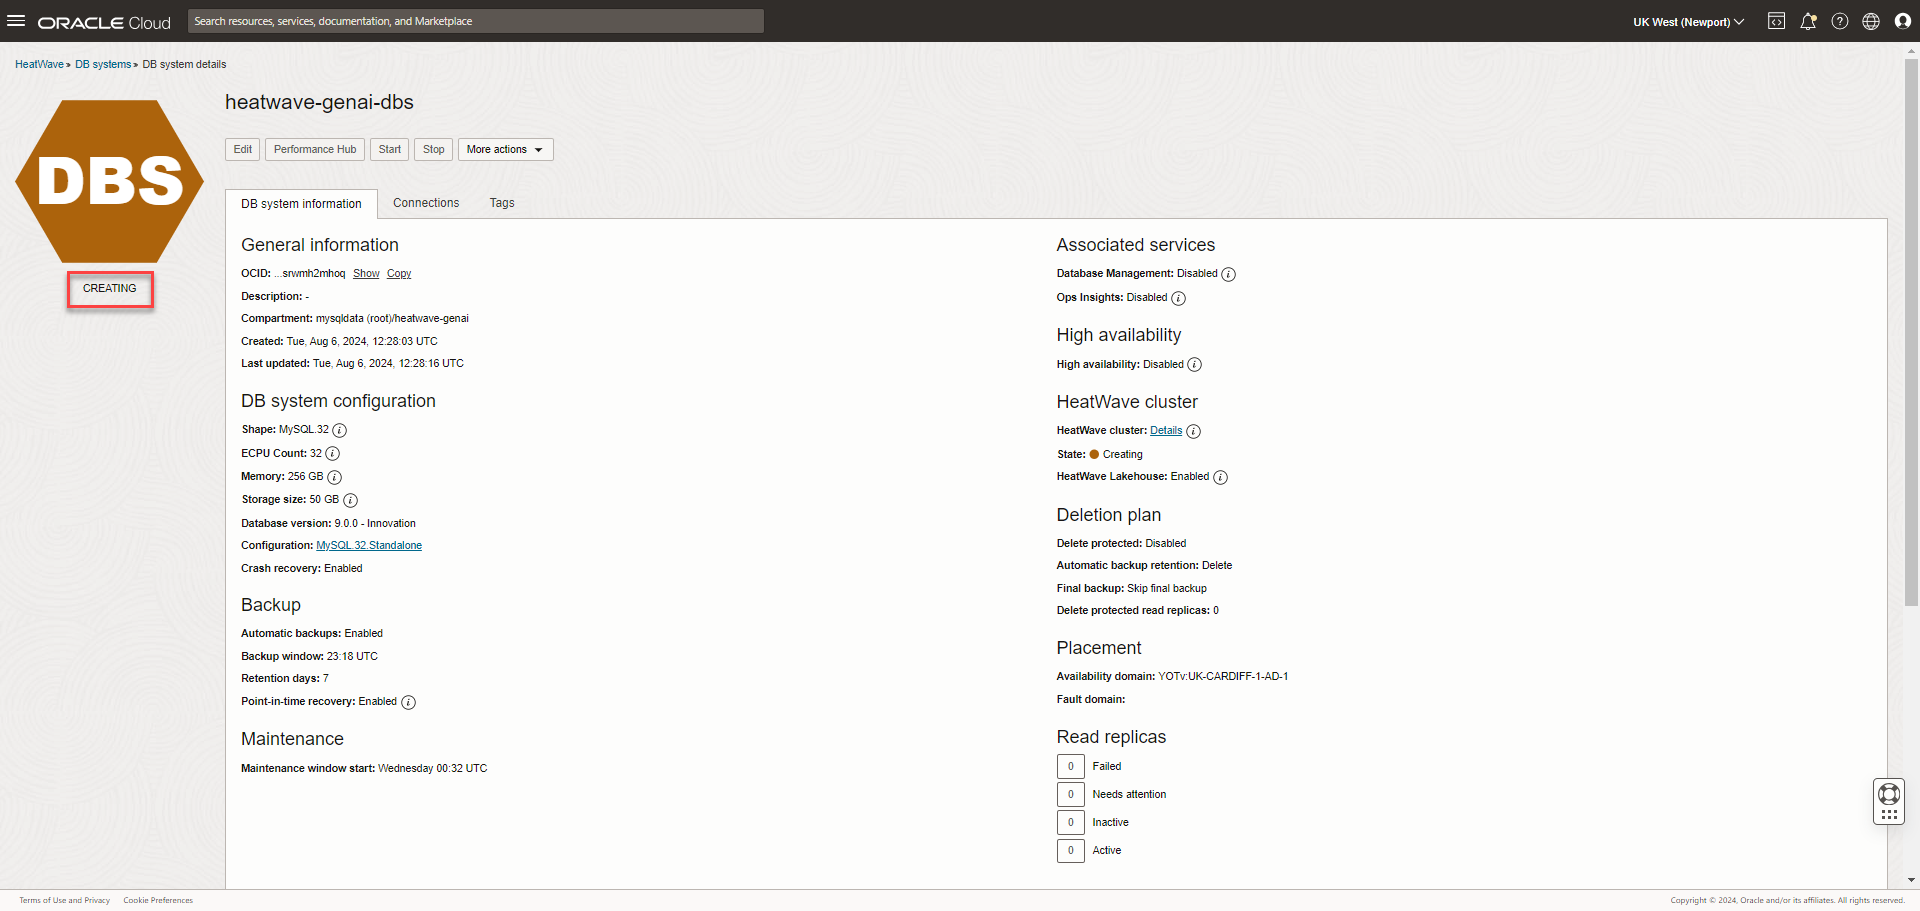 ORACLE Cloud
Search resources, services, documentation, and Marketplace
UK West (Newport)
HeatWave » DB systems » DB system details
DBS
CREATING
heatwave-genai-dbs
Edit Performance Hub Start Stop More actions
DB system information Connections Tags
General information
OCID: ...srwmh2mhoq Show Copy
Description: -
Compartment: mysqldata (root)/heatwave-genai
Created: Tue, Aug 6, 2024, 12:28:03 UTC
Last updated: Tue, Aug 6, 2024, 12:28:16 UTC
DB system configuration
Shape: MySQL.32
ECPU Count: 32
Memory: 256 GB
Storage size: 50 GB
Database version: 9.0.0 - Innovation
Configuration: MySQL.32.Standalone
Crash recovery: Enabled
Backup
Automatic backups: Enabled
Backup window: 23:18 UTC
Retention days: 7
Point-in-time recovery: Enabled
Maintenance
Maintenance window start: Wednesday 00:32 UTC
Associated services
Database Management: Disabled
Ops Insights: Disabled
High availability
High availability: Disabled
HeatWave cluster
HeatWave cluster: Details
State: Creating
HeatWave Lakehouse: Enabled
Deletion plan
Delete protected: Disabled
Automatic backup retention: Delete
Final backup: Skip final backup
Delete protected read replicas: 0
Placement
Availability domain: YOTv:UK-CARDIFF-1-AD-1
Fault domain:
Read replicas
0 Failed
0 Needs attention
0 Inactive
0 Active
Terms of Use and Privacy Cookie Preferences
Copyright © 2024, Oracle and/or its affiliates. All rights reserved.